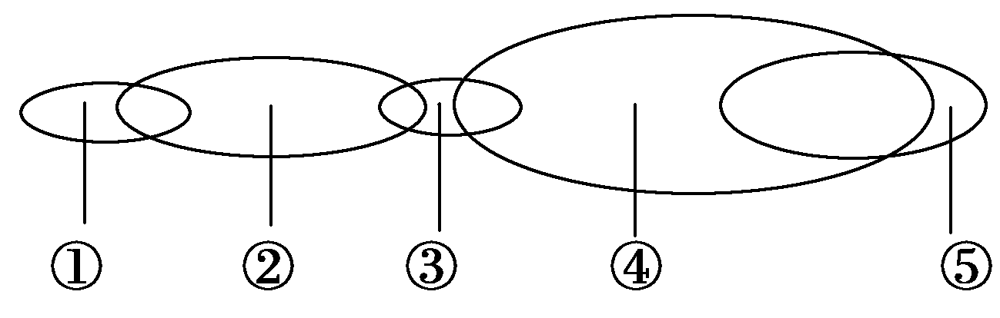 ① ② ③ ④ ⑤